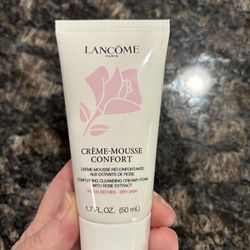 LANCÔME
PARIS
CRÈME-MOUSSE
CONFORT
CRÈME-MOUSSE RÉCONFORTANTE
AUX EXTRAITS DE ROSE
COMFORTING CLEANSING CREAMY FOAM
WITH ROSE EXTRACT
PEAUX SÈCHES - DRY SKIN
1.7 FL.OZ. (50 mL)